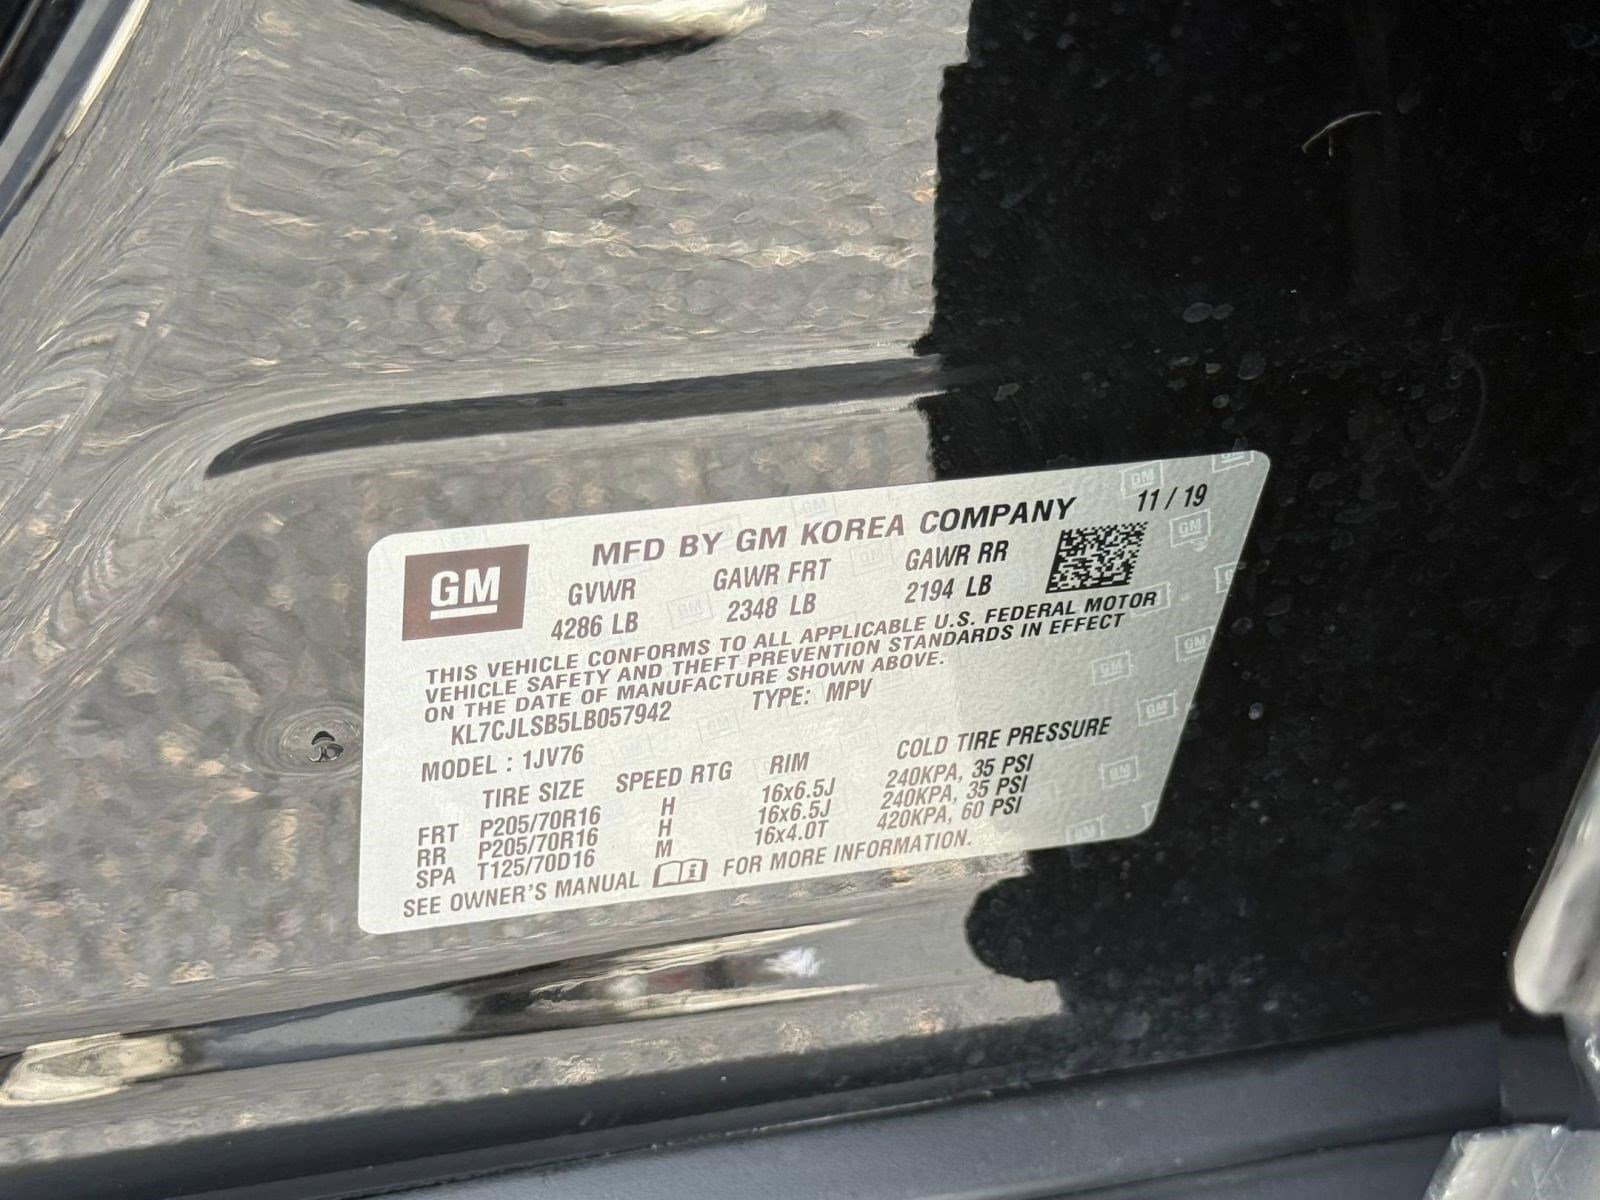 MFD BY GM KOREA COMPANY 11 / 19
GM
GVWR GAWR FRT GAWR RR
4286 LB 2348 LB 2194 LB
THIS VEHICLE CONFORMS TO ALL APPLICABLE U.S. FEDERAL MOTOR
VEHICLE SAFETY AND THEFT PREVENTION STANDARDS IN EFFECT
ON THE DATE OF MANUFACTURE SHOWN ABOVE.
KL7CJLSB5LB057942 TYPE: MPV
MODEL : 1JV76
TIRE SIZE SPEED RTG RIM COLD TIRE PRESSURE
FRT P205/70R16 H 16x6.5J 240KPA, 35 PSI
RR P205/70R16 H 16x6.5J 240KPA, 35 PSI
SPA T125/70D16 M 16x4.0T 420KPA, 60 PSI
SEE OWNER'S MANUAL i FOR MORE INFORMATION.